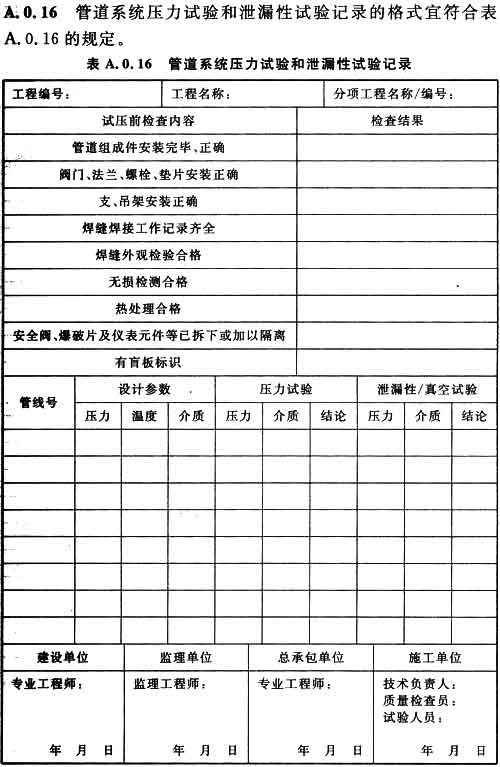 A.0.16 管道系统压力试验和泄漏性试验记录的格式宜符合表
A.0.16的规定。
表 A.0.16 管道系统压力试验和泄漏性试验记录
工程编号： 工程名称： 分项工程名称/编号：
试压前检查内容 检查结果
管道组成件安装完毕、正确
阀门、法兰、螺栓、垫片安装正确
支、吊架安装正确
焊缝焊接工作记录齐全
焊缝外观检验合格
无损检测合格
热处理合格
安全阀、爆破片及仪表元件等已拆下或加以隔离
有盲板标识
管线号 设计参数 压力试验 泄漏性/真空试验
压力 温度 介质 压力 介质 结论 压力 介质 结论
建设单位 监理单位 总承包单位 施工单位
专业工程师： 监理工程师： 专业工程师： 技术负责人：
质量检查员：
试验人员：
年 月 日 年 月 日 年 月 日 年 月 日